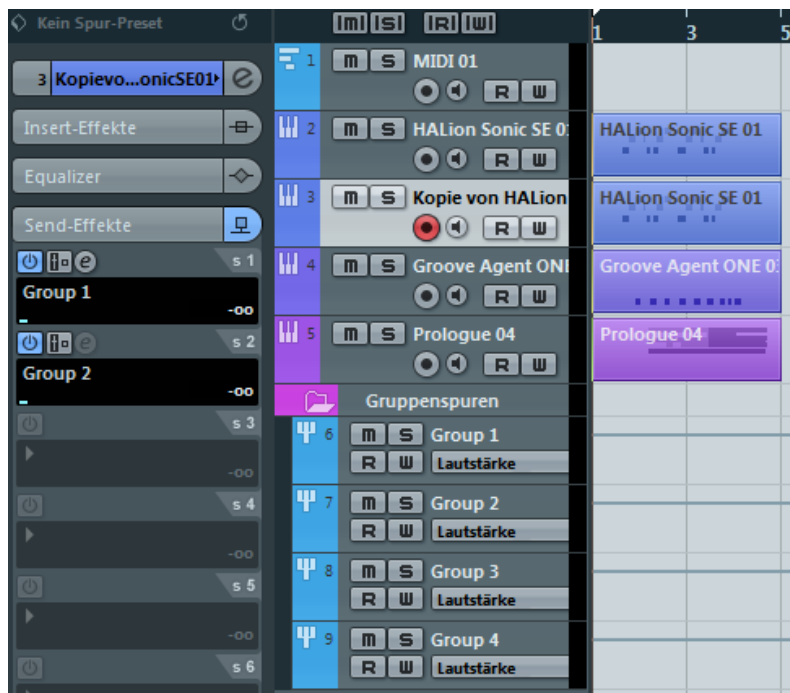 Kein Spur-Preset
3 Kopievo...onicSE01
e
Insert-Effekte
Equalizer
Send-Effekte
e s 1
Group 1
-oo
e s 2
Group 2
-oo
s 3
-oo
s 4
-oo
s 5
-oo
s 6
M S R W
1 3 5
1 m S MIDI 01
R W
2 m S HALion Sonic SE 01
R W
3 m S Kopie von HALion
R W
4 m S Groove Agent ONE
R W
5 m S Prologue 04
R W
Gruppenspuren
6 m S Group 1
R W Lautstärke
7 m S Group 2
R W Lautstärke
8 m S Group 3
R W Lautstärke
9 m S Group 4
R W Lautstärke
HALion Sonic SE 01
HALion Sonic SE 01
Groove Agent ONE 03
Prologue 04